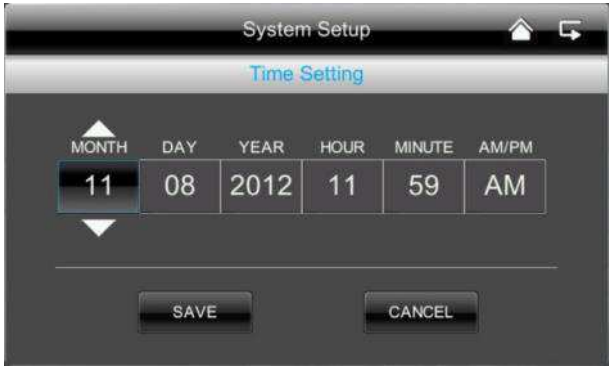 System Setup
Time Setting
MONTH DAY YEAR HOUR MINUTE AM/PM
11 08 2012 11 59 AM
SAVE CANCEL